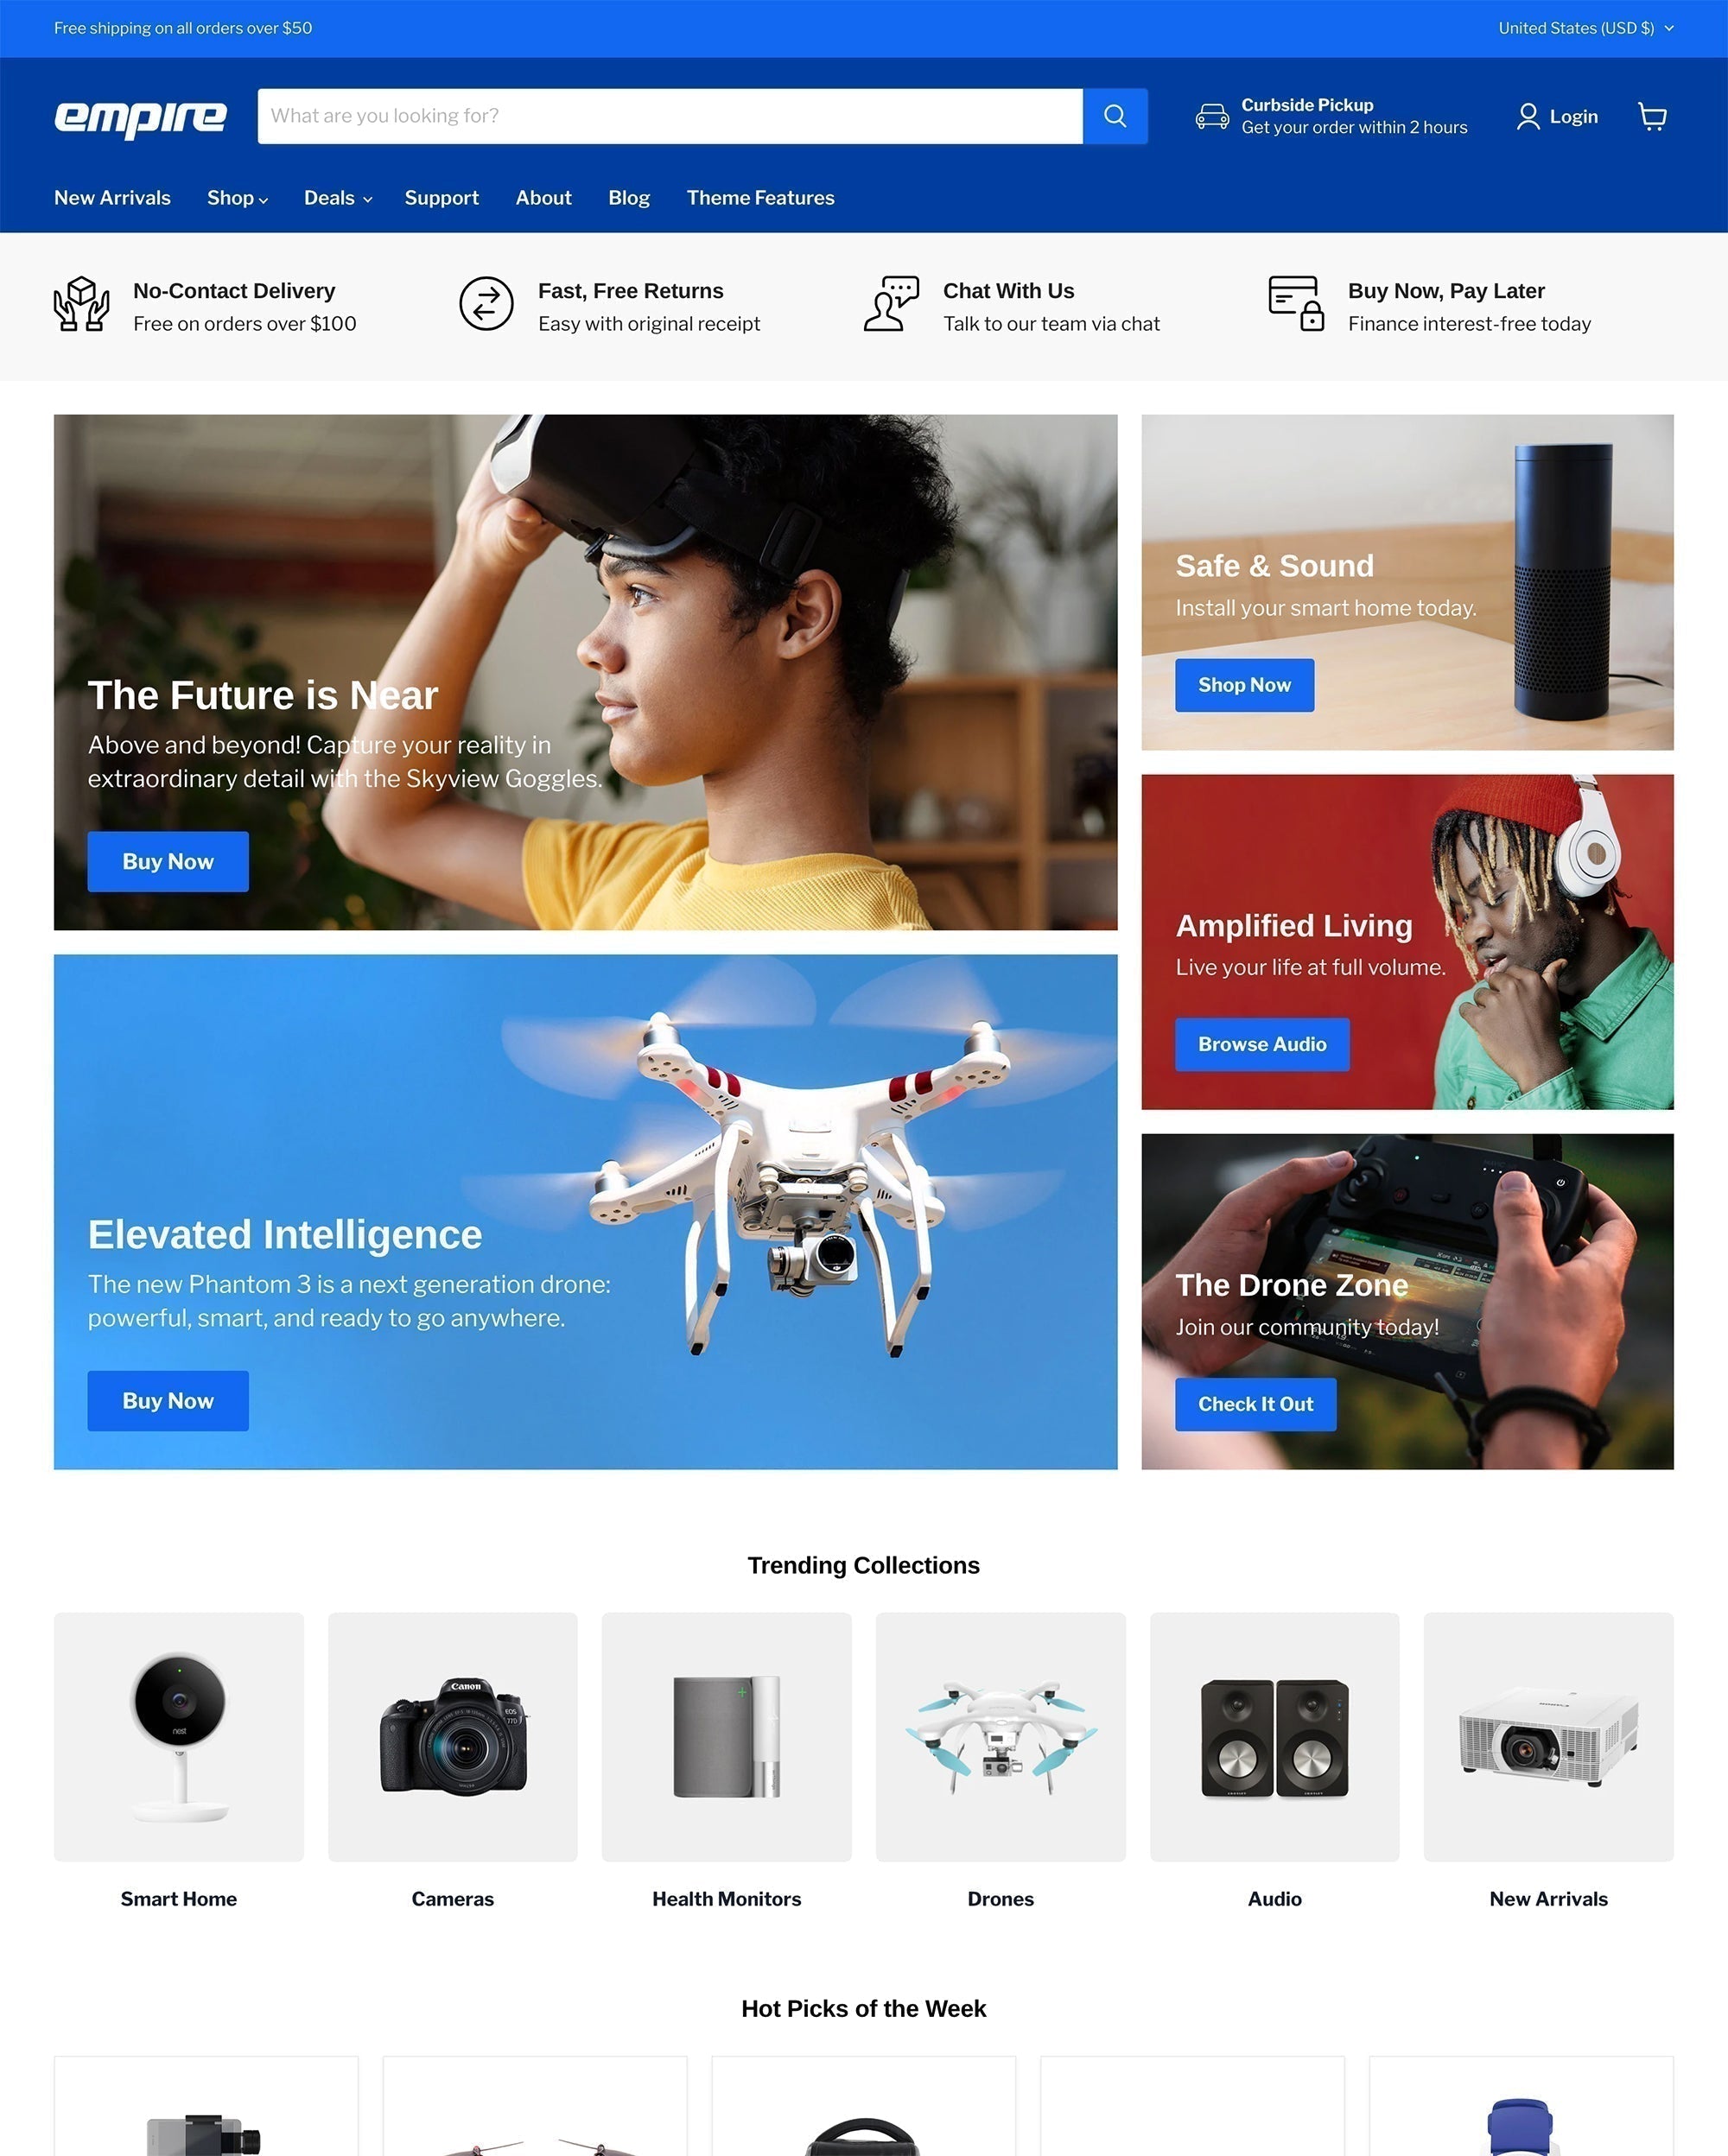 Free shipping on all orders over $50
United States (USD $)
empire
What are you looking for?
Curbside Pickup
Get your order within 2 hours
Login
New Arrivals
Shop
Deals
Support
About
Blog
Theme Features
No-Contact Delivery
Free on orders over $100
Fast, Free Returns
Easy with original receipt
Chat With Us
Talk to our team via chat
Buy Now, Pay Later
Finance interest-free today
The Future is Near
Above and beyond! Capture your reality in
extraordinary detail with the Skyview Goggles.
Buy Now
Safe & Sound
Install your smart home today.
Shop Now
Amplified Living
Live your life at full volume.
Browse Audio
Elevated Intelligence
The new Phantom 3 is a next generation drone:
powerful, smart, and ready to go anywhere.
Buy Now
The Drone Zone
Join our community today!
Check It Out
Trending Collections
nest
Canon
EOS
77D
Smart Home
Cameras
Health Monitors
Drones
Audio
New Arrivals
Hot Picks of the Week